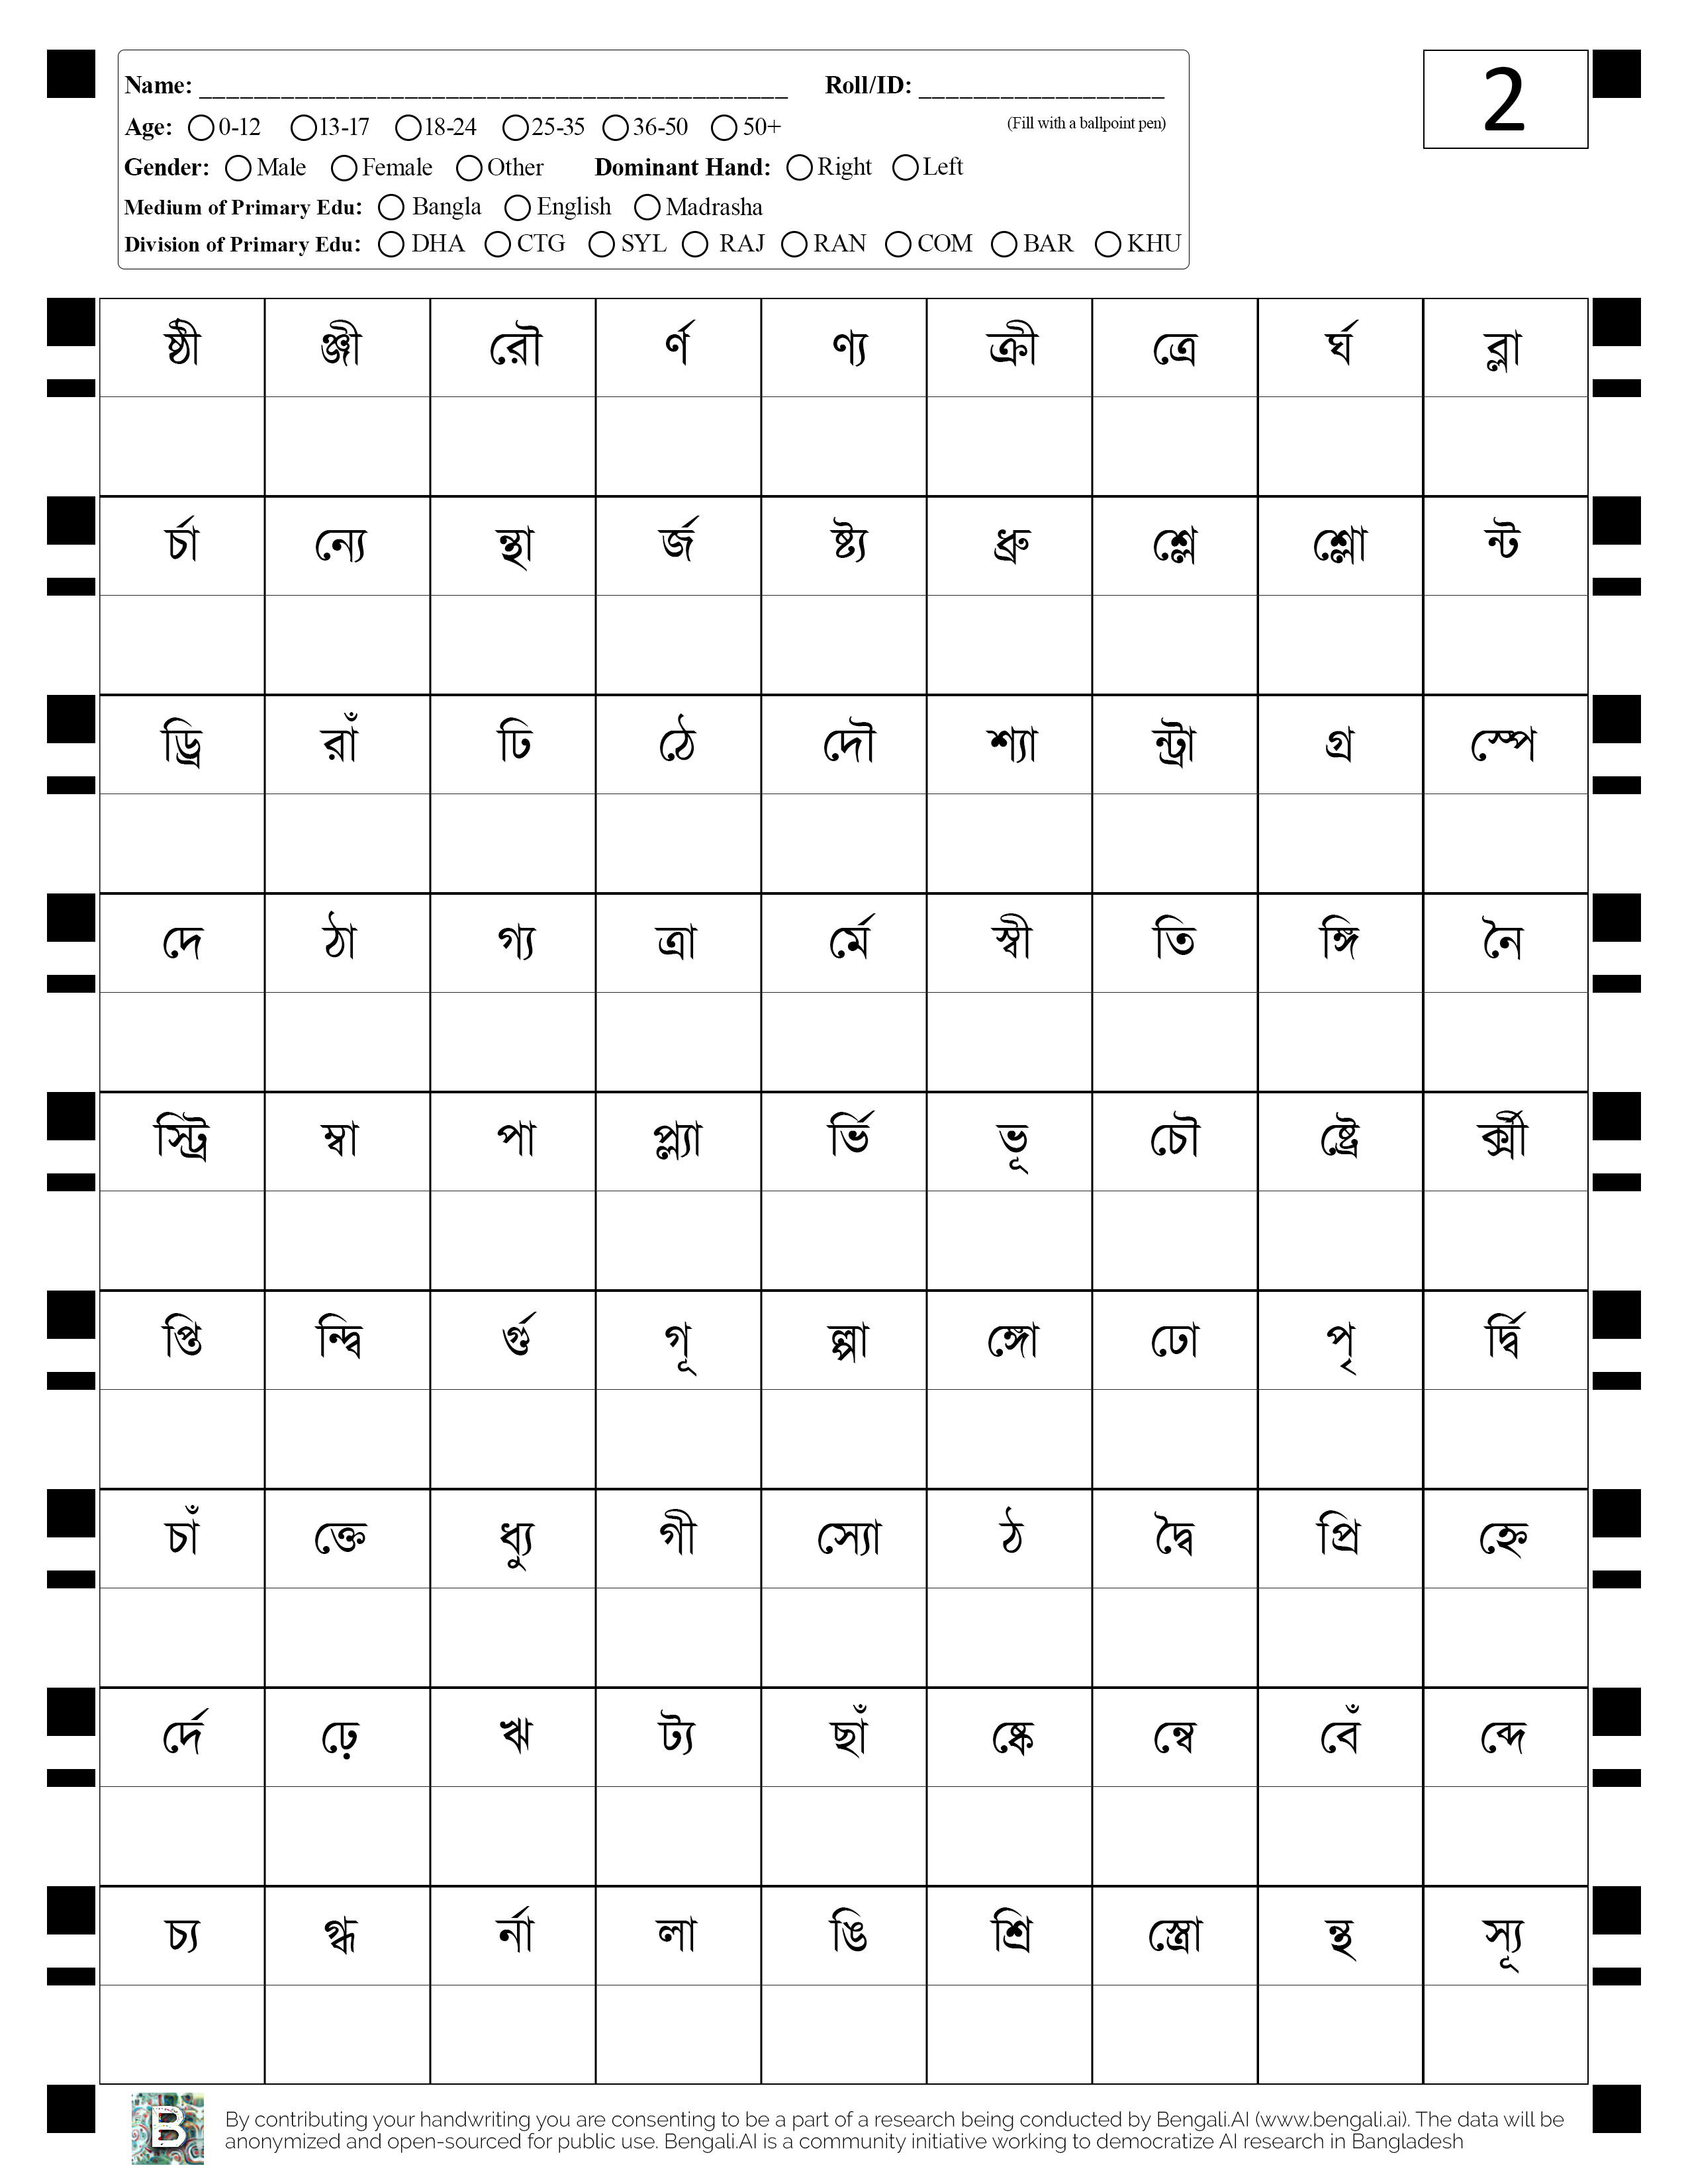 Name: ___________________________________________ Roll/ID: __________________
2
Age: 0-12 13-17 18-24 25-35 36-50 50+ (Fill with a ballpoint pen)
Gender: Male Female Other Dominant Hand: Right Left
Medium of Primary Edu: Bangla English Madrasha
Division of Primary Edu: DHA CTG SYL RAJ RAN COM BAR KHU
ষ্ঠী ঞ্জী রৌ র্ণ ণ্য ক্রী ত্রে র্ঘ ব্লা
র্চা ন্যে ন্থা র্জ ষ্ট্য ধ্রু শ্লে শ্লো ন্ট
ড্রি রাঁ ঢি ঠে দৌ শ্যা ন্ট্রা গ্র স্পে
দে ঠা গ্য ত্রা র্মে স্বী তি ঙ্গি নৈ
স্ট্রি ম্বা পা প্ল্যা র্ভি ভূ চৌ ষ্ট্রে র্ক্সী
প্তি ন্দ্বি র্গু গূ ল্পা ঙ্গো ঢো পৃ র্দ্বি
চাঁ ক্তে ধ্যু গী স্যো ঠ দ্বৈ প্রি হ্নে
র্দে ঢ়ে ঋ ট্য ছাঁ ষ্কে ন্বে বেঁ ব্দে
চ্য গ্ধ র্না লা ঙি শ্রি স্ত্রো ন্থ স্যূ
B By contributing your handwriting you are consenting to be a part of a research being conducted by Bengali.AI (www.bengali.ai). The data will be
anonymized and open-sourced for public use. Bengali.AI is a community initiative working to democratize AI research in Bangladesh